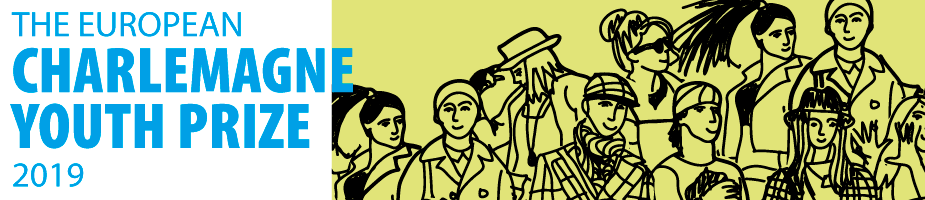 THE EUROPEAN
CHARLEMAGNE
YOUTH PRIZE
2019